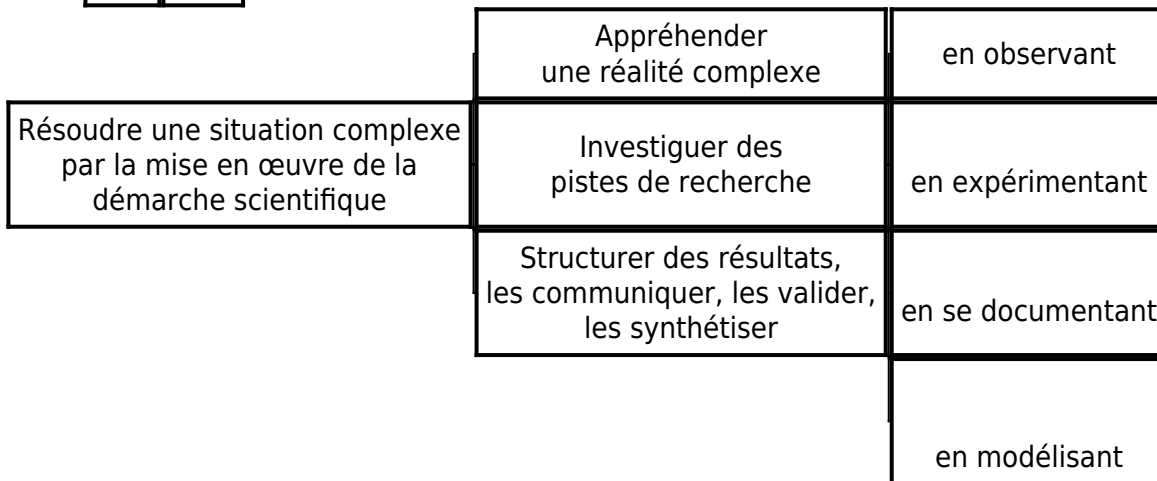 Résoudre une situation complexe
par la mise en œuvre de la
démarche scientifique
Appréhender
une réalité complexe
Investiguer des
pistes de recherche
Structurer des résultats,
les communiquer, les valider,
les synthétiser
en observant
en expérimentant
en se documentant
en modélisant